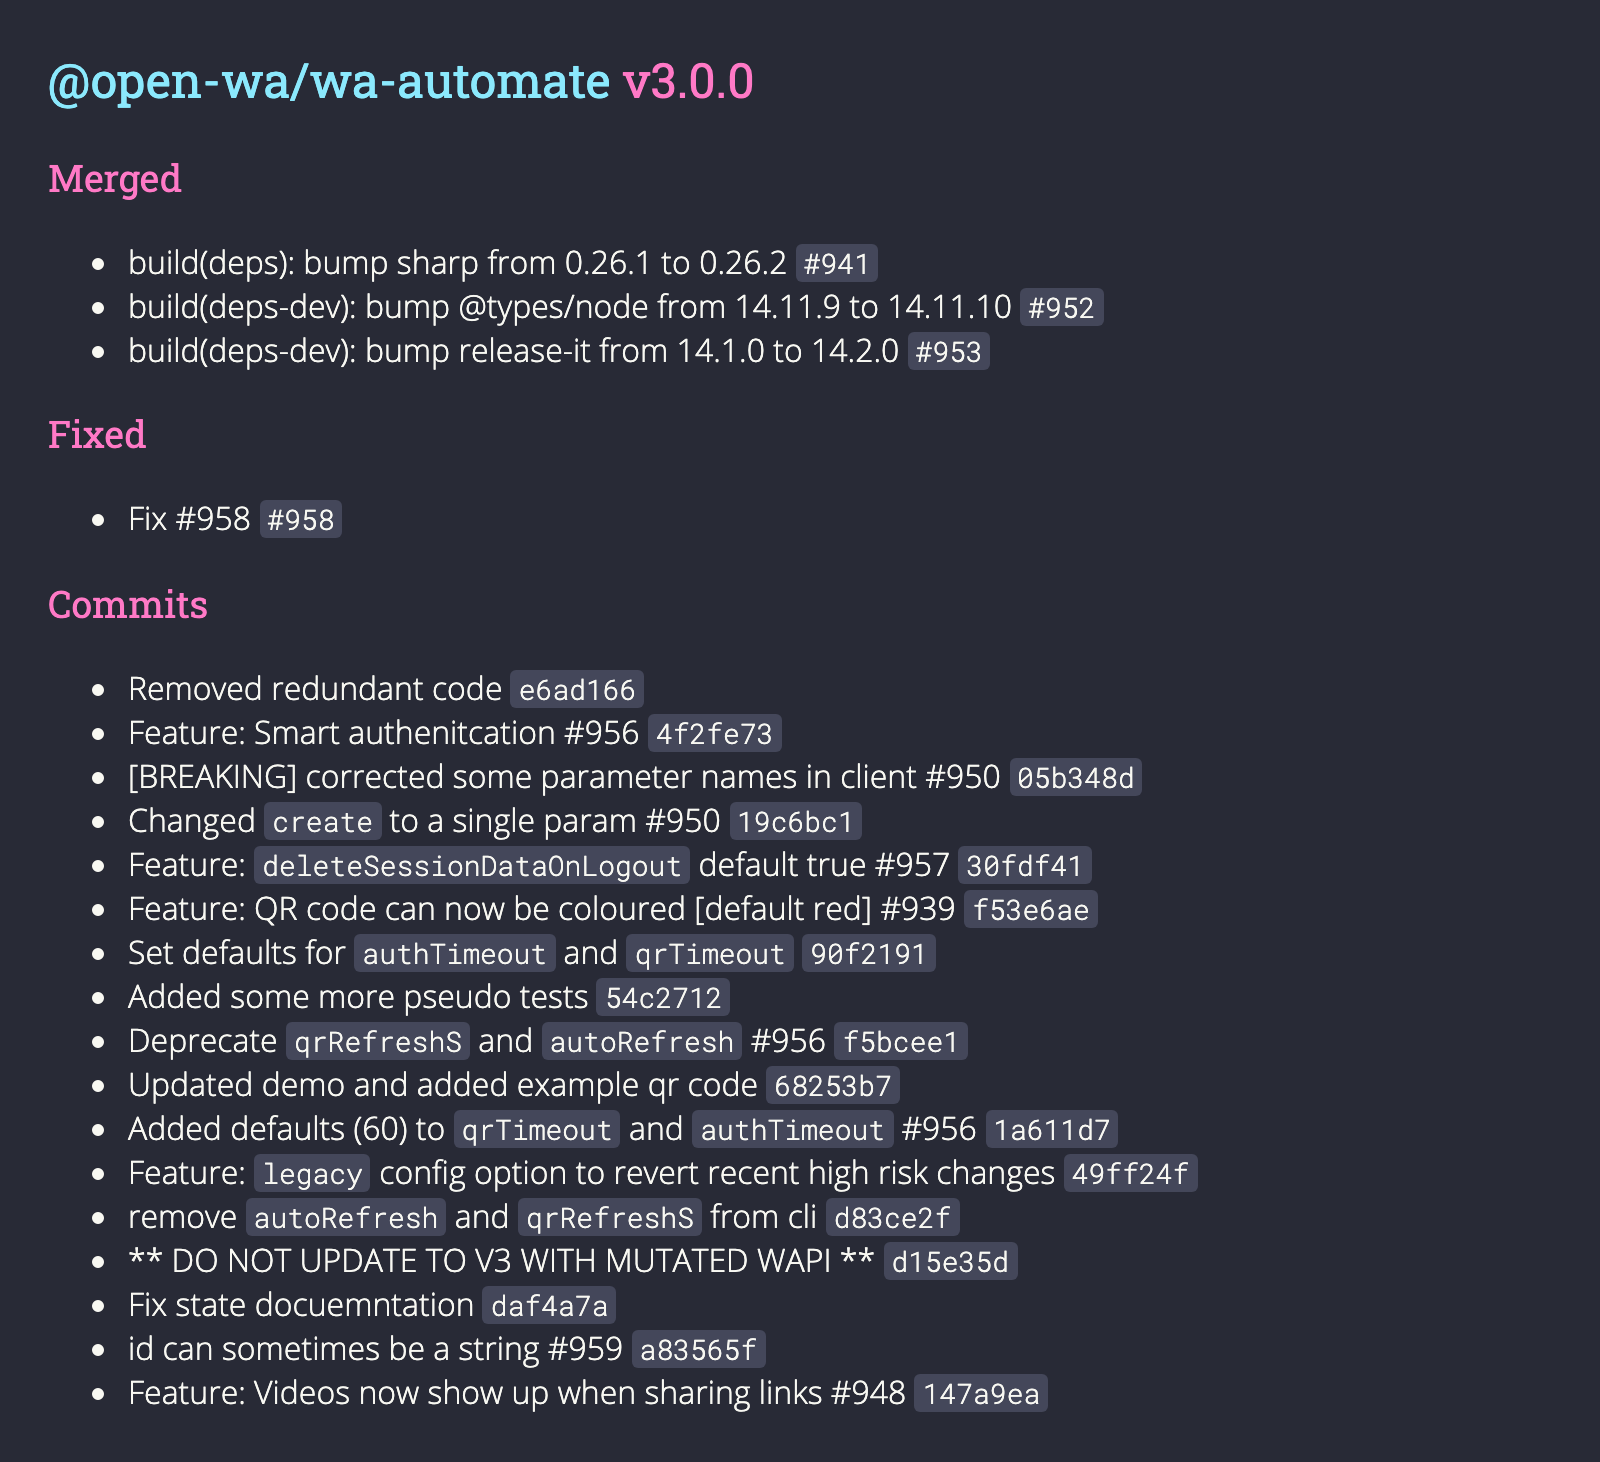 @open-wa/wa-automate v3.0.0
Merged
build(deps): bump sharp from 0.26.1 to 0.26.2 #941
build(deps-dev): bump @types/node from 14.11.9 to 14.11.10 #952
build(deps-dev): bump release-it from 14.1.0 to 14.2.0 #953
Fixed
Fix #958 #958
Commits
Removed redundant code e6ad166
Feature: Smart authenitcation #956 4f2fe73
[BREAKING] corrected some parameter names in client #950 05b348d
Changed create to a single param #950 19c6bc1
Feature: deleteSessionDataOnLogout default true #957 30fdf41
Feature: QR code can now be coloured [default red] #939 f53e6ae
Set defaults for authTimeout and qrTimeout 90f2191
Added some more pseudo tests 54c2712
Deprecate qrRefreshS and autoRefresh #956 f5bcee1
Updated demo and added example qr code 68253b7
Added defaults (60) to qrTimeout and authTimeout #956 1a611d7
Feature: legacy config option to revert recent high risk changes 49ff24f
remove autoRefresh and qrRefreshS from cli d83ce2f
** DO NOT UPDATE TO V3 WITH MUTATED WAPI ** d15e35d
Fix state docuemntation daf4a7a
id can sometimes be a string #959 a83565f
Feature: Videos now show up when sharing links #948 147a9ea